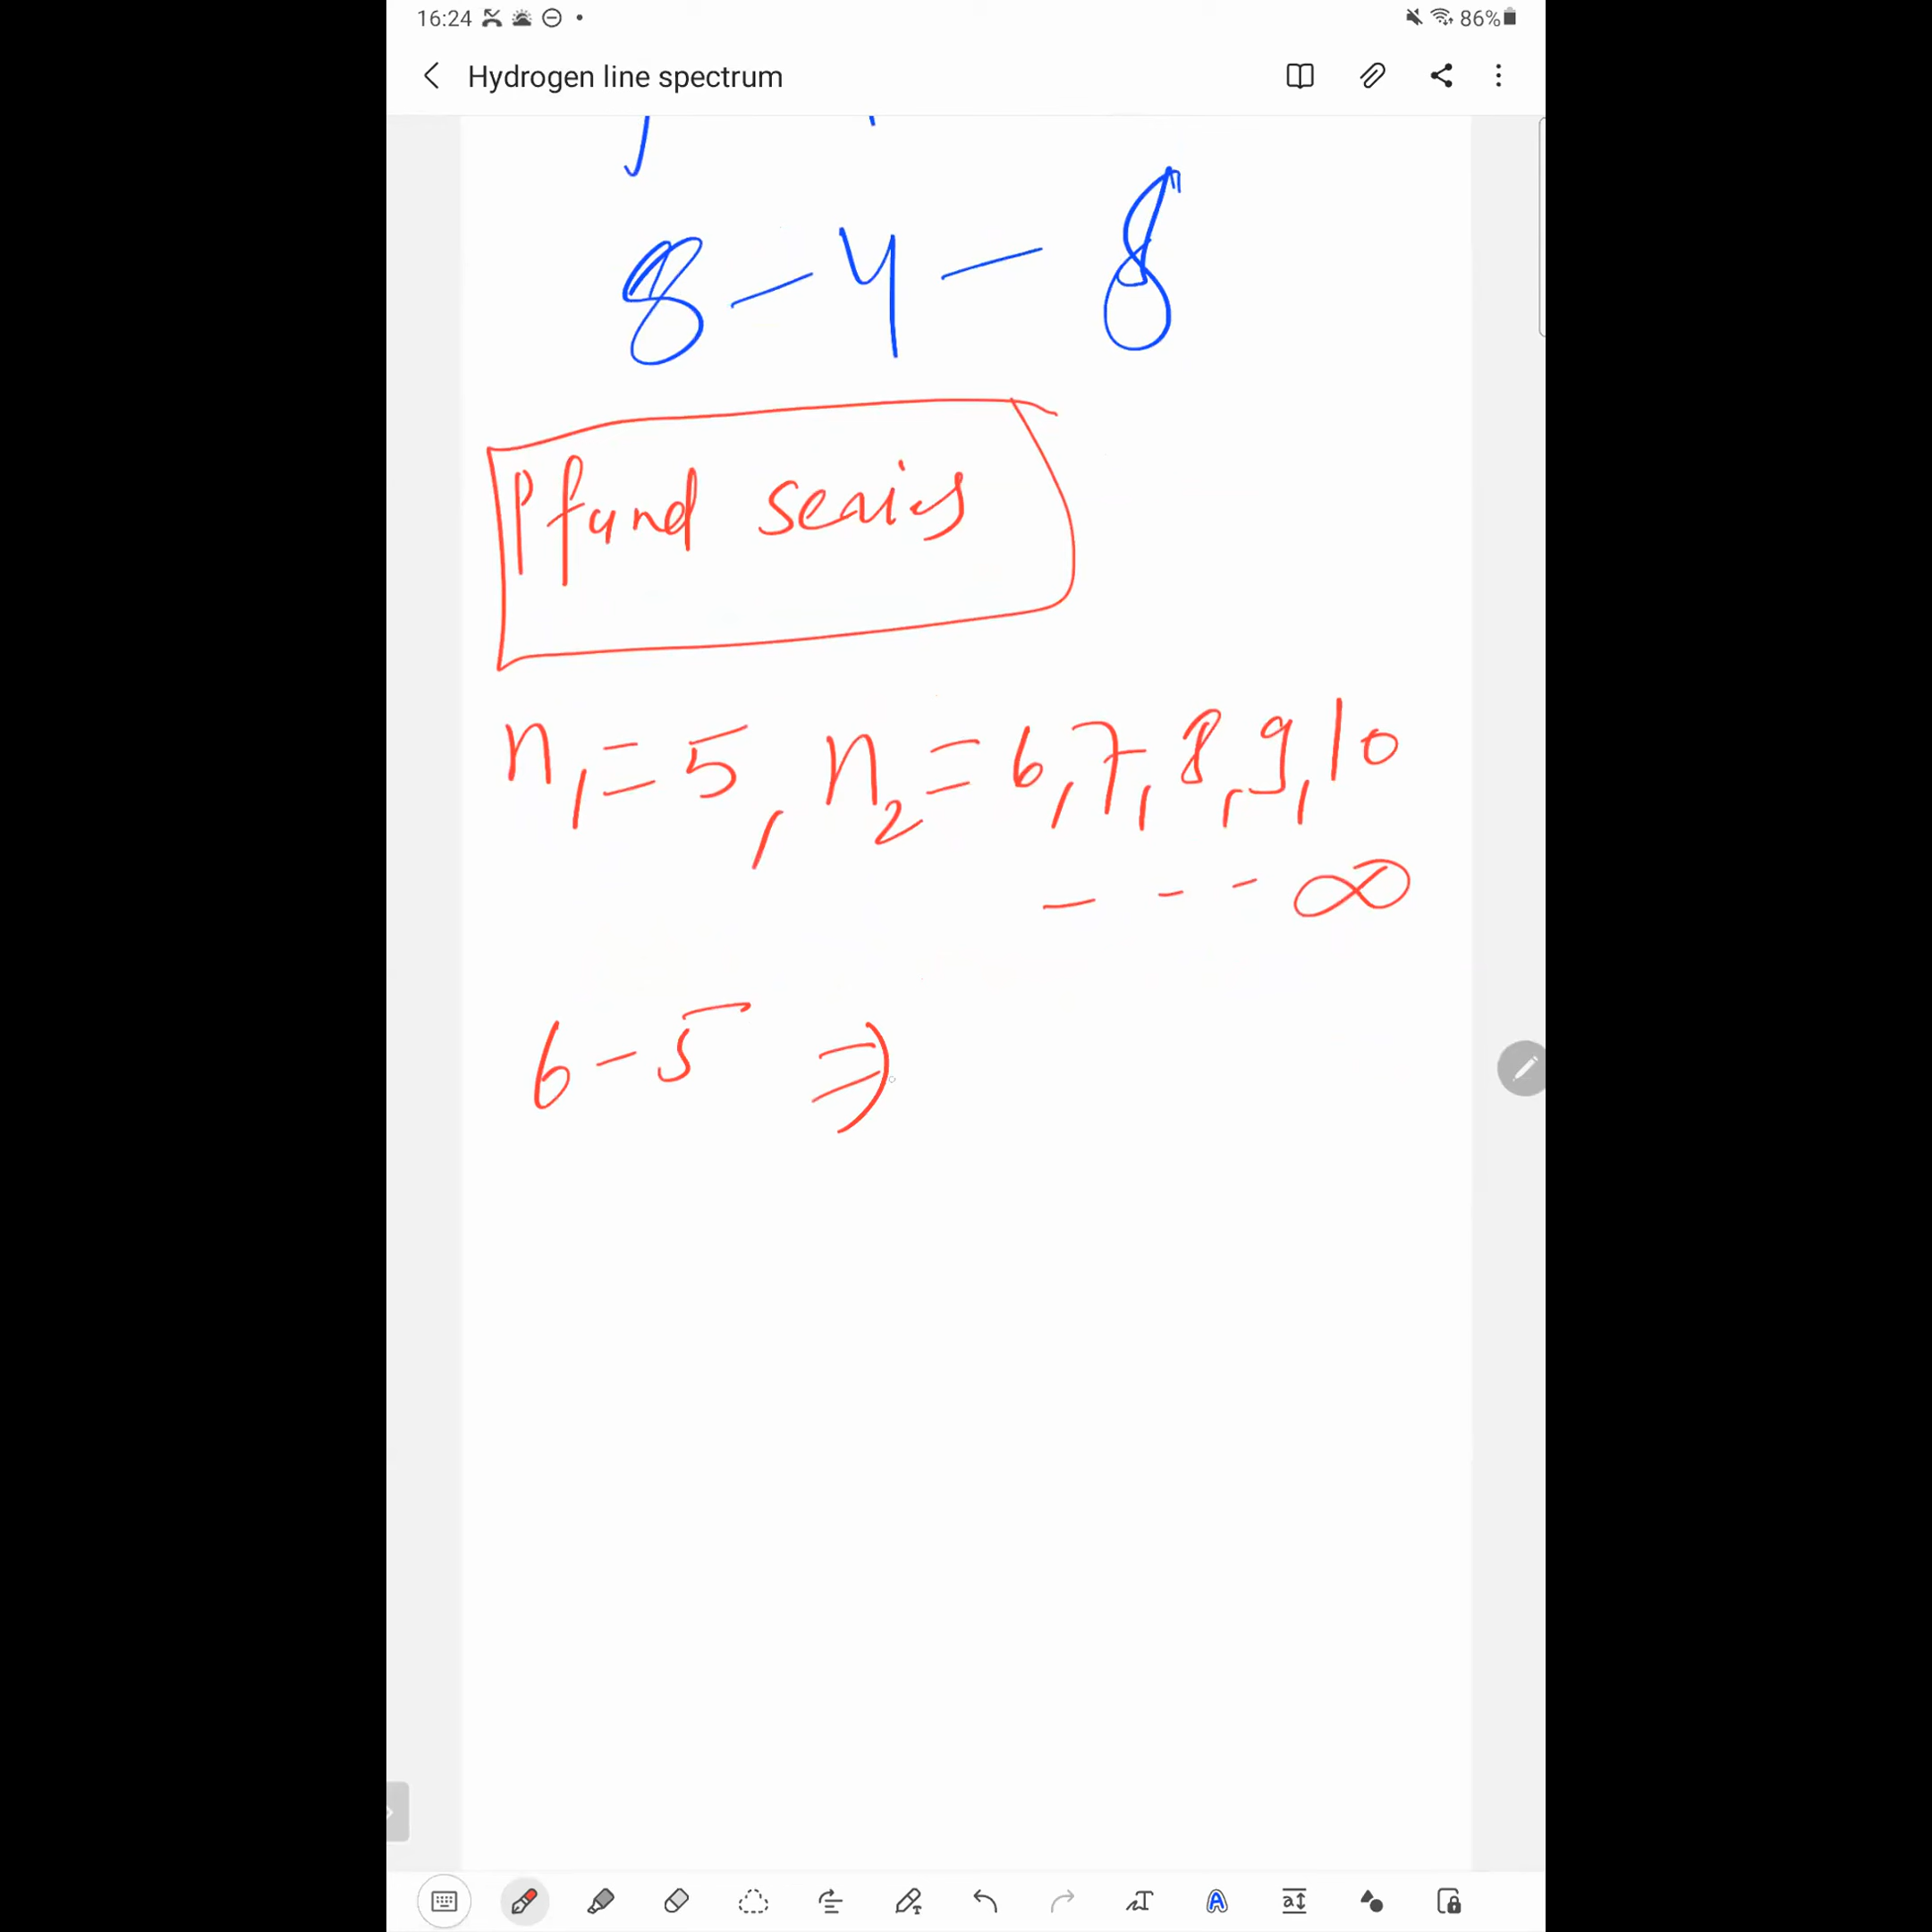 16:24
86%
Hydrogen line spectrum
8 – 4 – 8
Pfund series
n₁ = 5, n₂ = 6, 7, 8, 9, 10
- - - ∞
6 – 5 ⇒